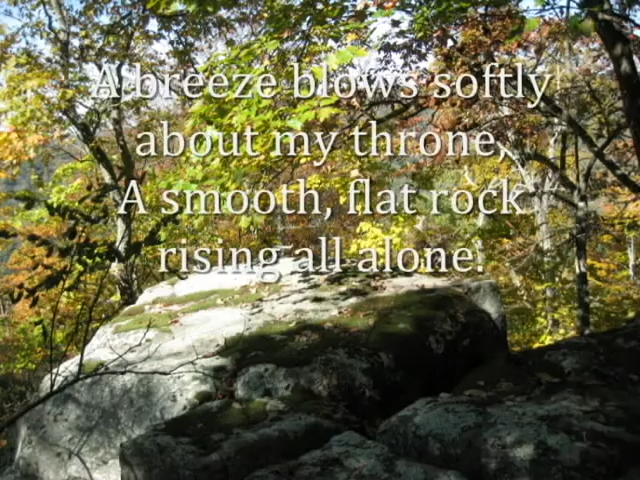 A breeze blows softly
about my throne,
A smooth, flat rock
rising all alone!